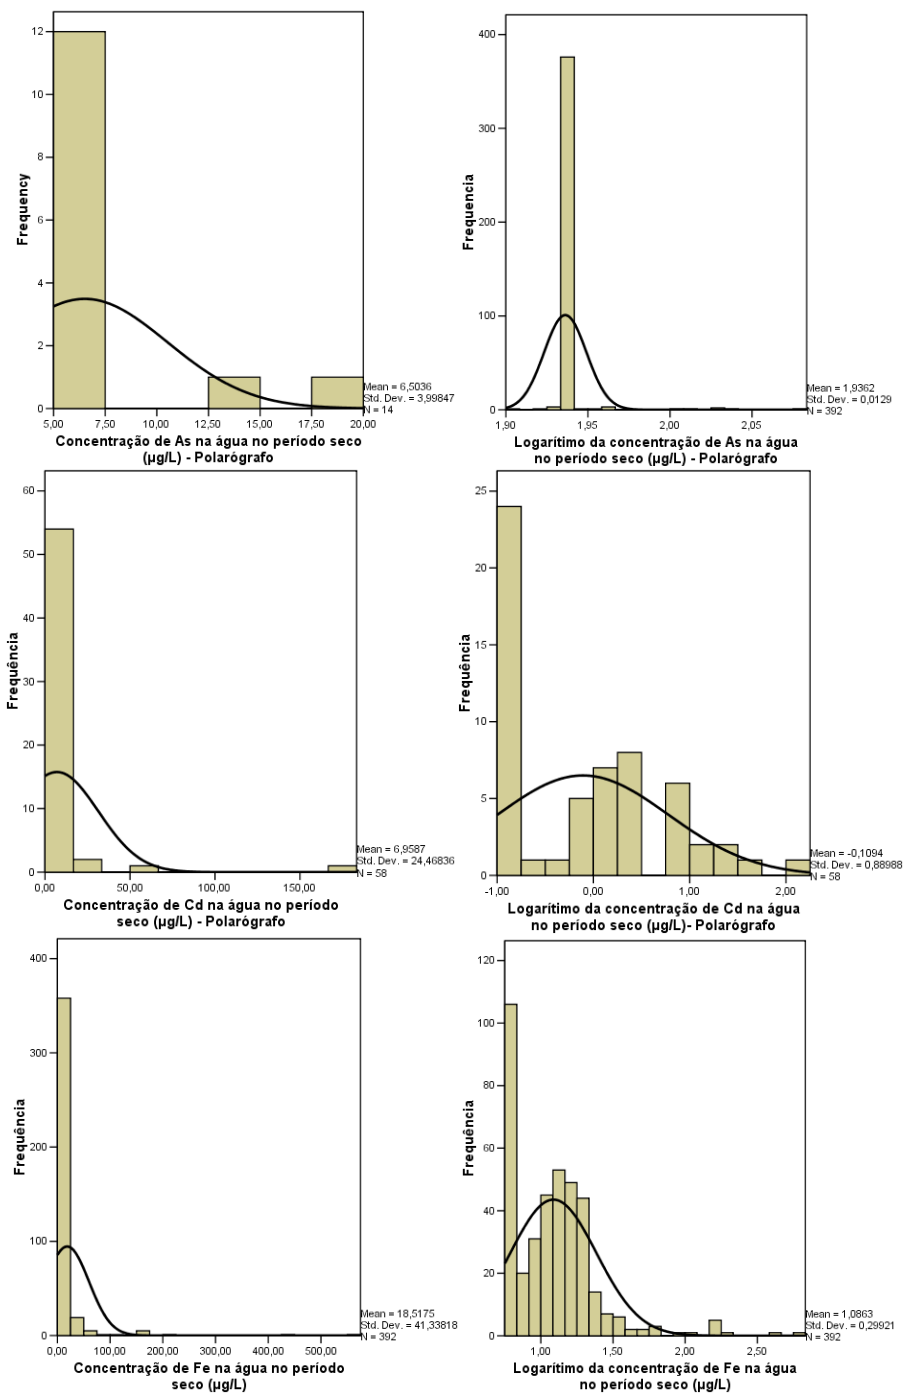 12
10
8
6
4
2
0
Frequency
5,00 7,50 10,00 12,50 15,00 17,50 20,00
Mean = 6,5036
Std. Dev. = 3,99847
N = 14
Concentração de As na água no período seco
(µg/L) - Polarógrafo
400
300
200
100
0
Frequencia
1,90 1,95 2,00 2,05
Mean = 1,9362
Std. Dev. = 0,0129
N = 392
Logarítimo da concentração de As na água
no período seco (µg/L) - Polarógrafo
60
50
40
30
20
10
0
Frequência
0,00 50,00 100,00 150,00
Mean = 6,9587
Std. Dev. = 24,46836
N = 58
Concentração de Cd na água no período
seco (µg/L) - Polarógrafo
25
20
15
10
5
0
Frequência
-1,00 0,00 1,00 2,00
Mean = -0,1094
Std. Dev. = 0,88988
N = 58
Logarítimo da concentração de Cd na água
no período seco (µg/L)- Polarógrafo
400
300
200
100
0
Frequência
0,00 100,00 200,00 300,00 400,00 500,00
Mean = 18,5175
Std. Dev. = 41,33818
N = 392
Concentração de Fe na água no período
seco (µg/L)
120
100
80
60
40
20
0
Frequência
1,00 1,50 2,00 2,50
Mean = 1,0863
Std. Dev. = 0,29921
N = 392
Logarítimo da concentração de Fe na água
no período seco (µg/L)